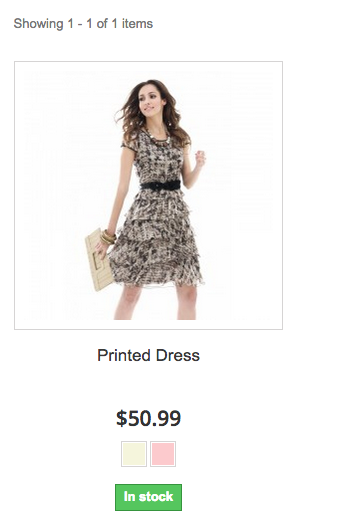 Showing 1 - 1 of 1 items
Printed Dress
$50.99
In stock